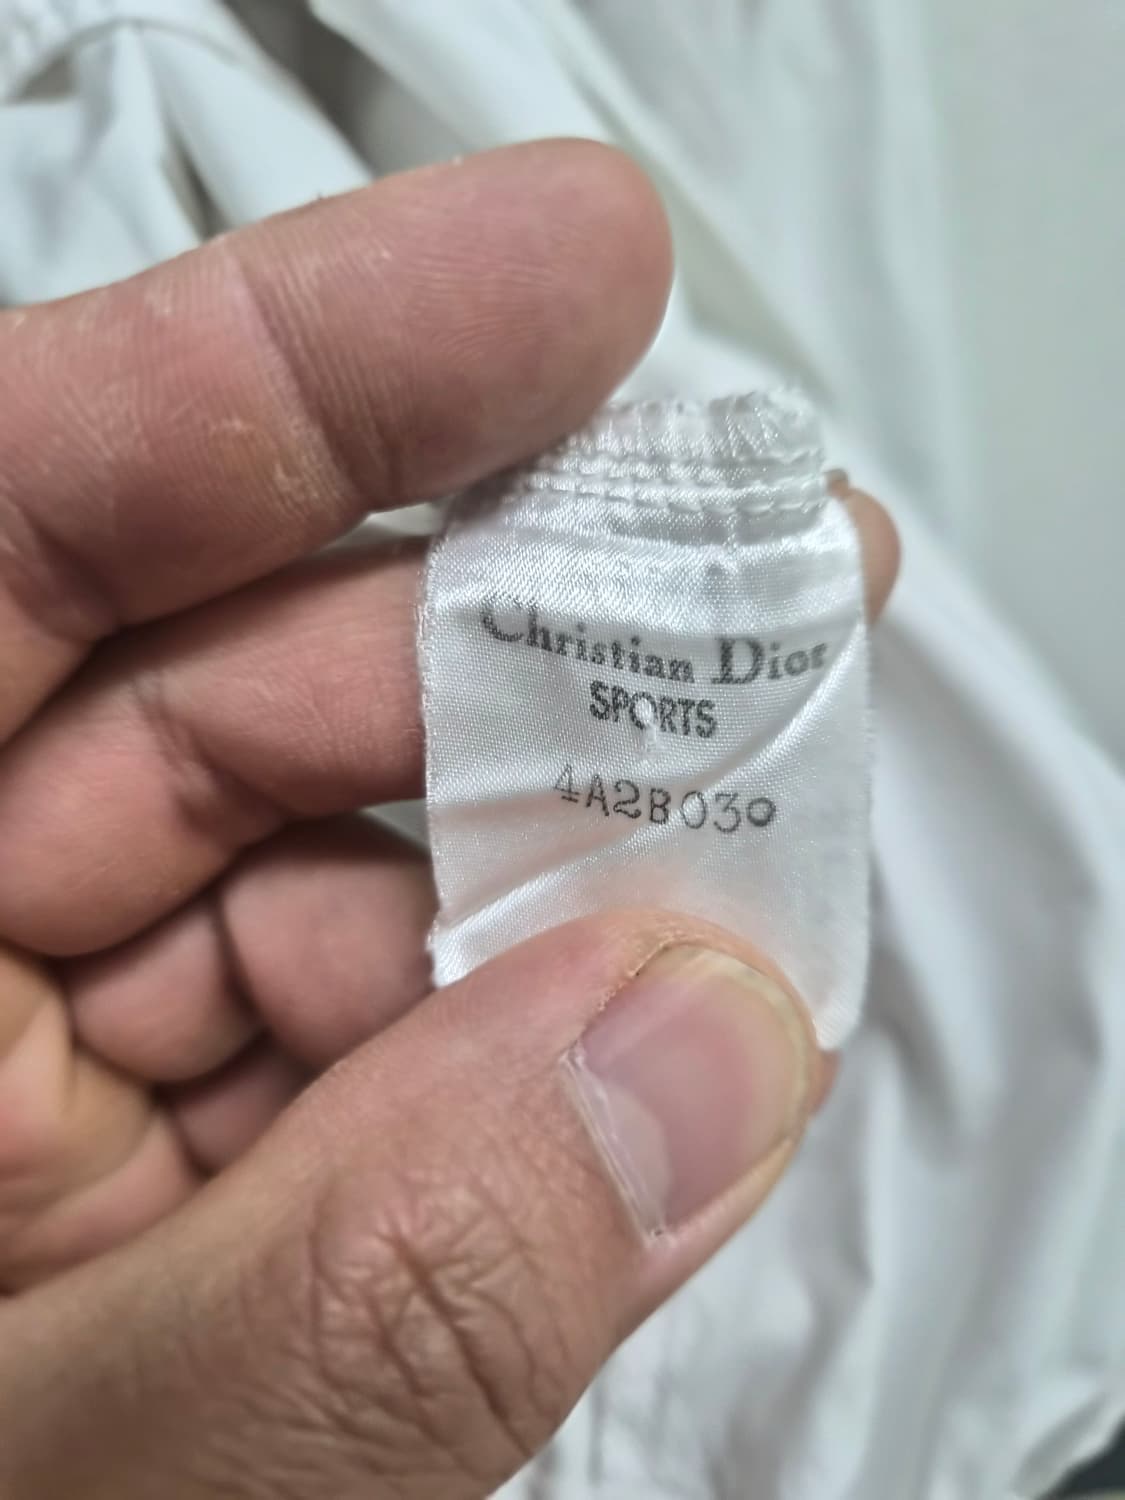 Christian Dior
SPORTS
4A2B030